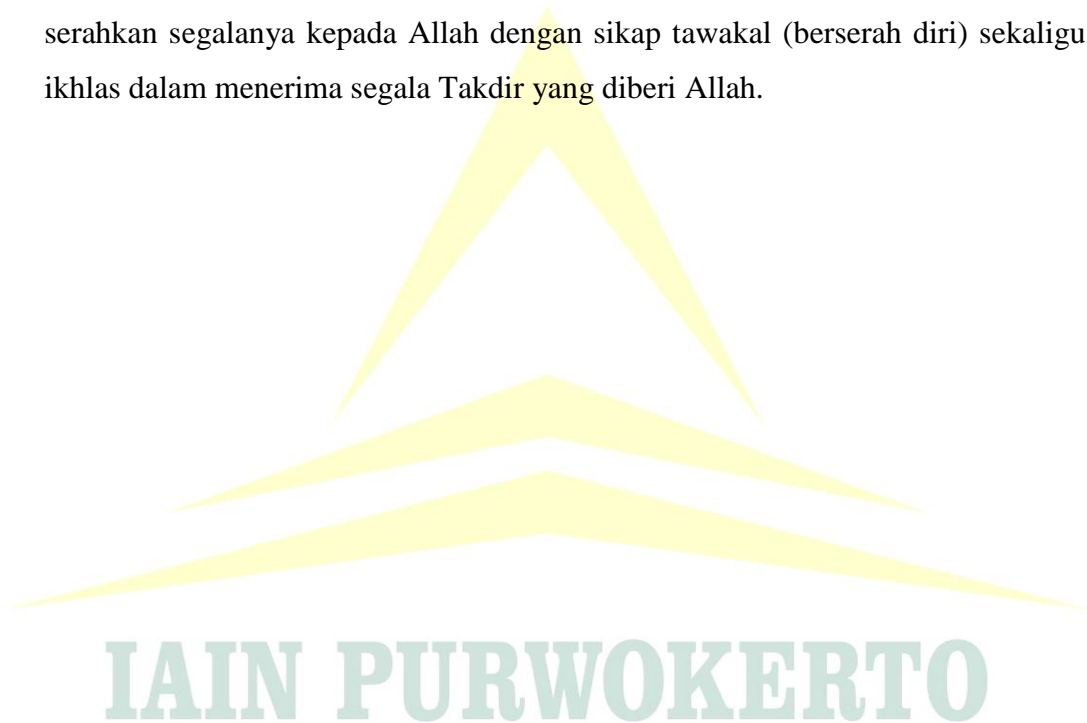 serahkan segalanya kepada Allah dengan sikap tawakal (berserah diri) sekaligu
ikhlas dalam menerima segala Takdir yang diberi Allah.
IAIN PURWOKERTO